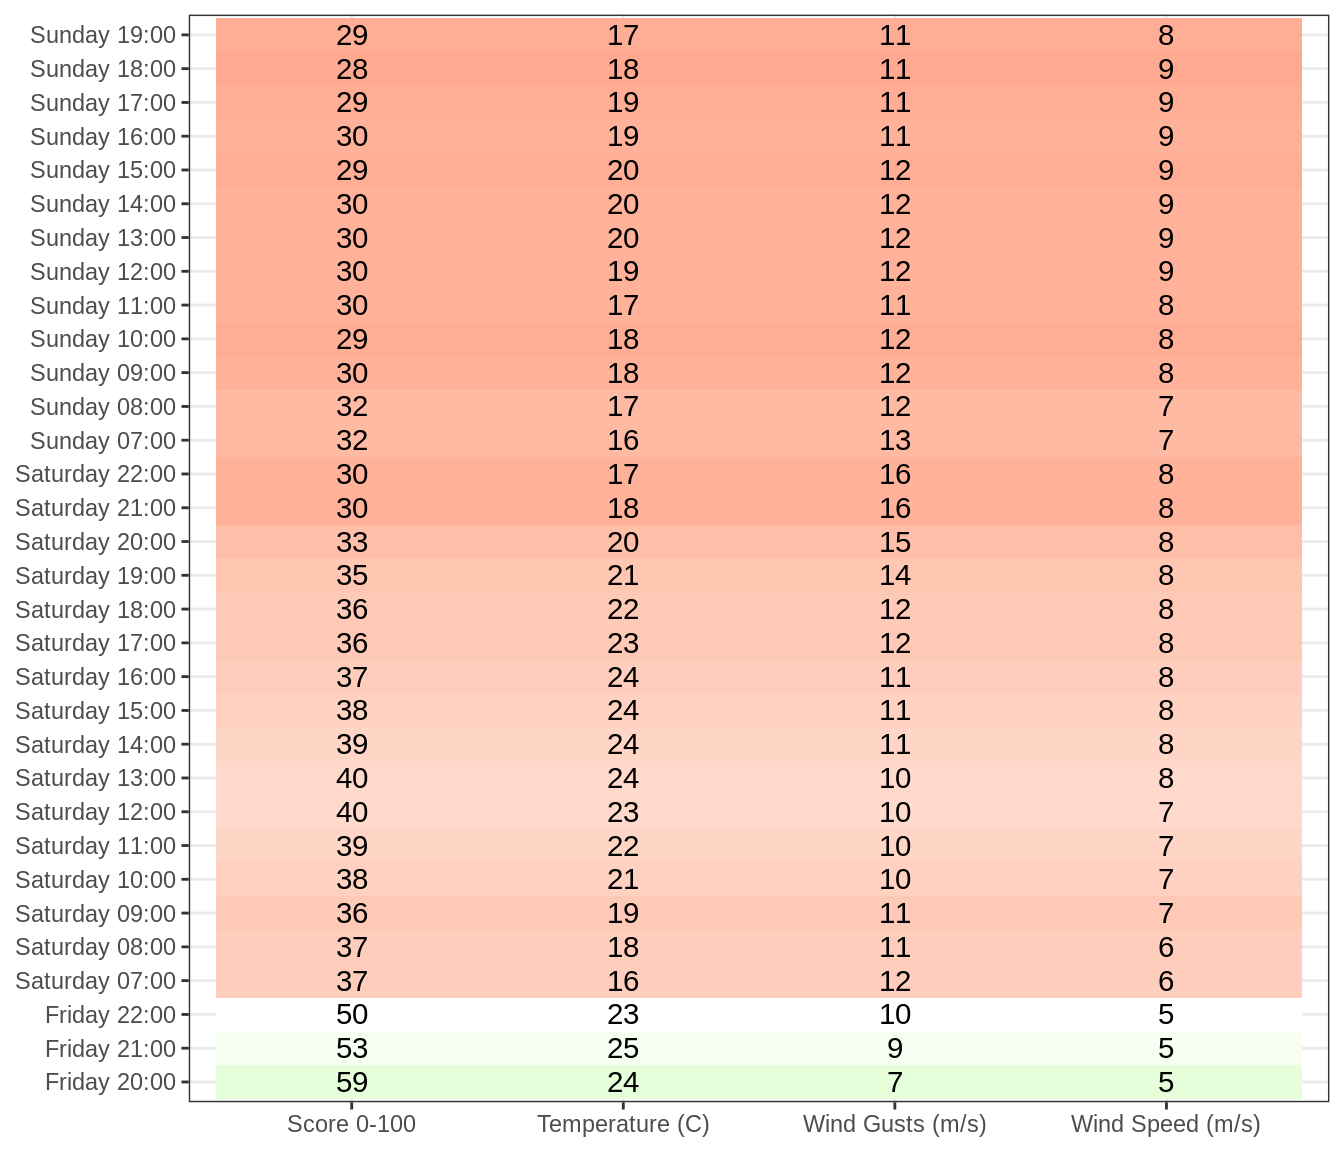 Sunday 19:00 29 17 11 8
Sunday 18:00 28 18 11 9
Sunday 17:00 29 19 11 9
Sunday 16:00 30 19 11 9
Sunday 15:00 29 20 12 9
Sunday 14:00 30 20 12 9
Sunday 13:00 30 20 12 9
Sunday 12:00 30 19 12 9
Sunday 11:00 30 17 11 8
Sunday 10:00 29 18 12 8
Sunday 09:00 30 18 12 8
Sunday 08:00 32 17 12 7
Sunday 07:00 32 16 13 7
Saturday 22:00 30 17 16 8
Saturday 21:00 30 18 16 8
Saturday 20:00 33 20 15 8
Saturday 19:00 35 21 14 8
Saturday 18:00 36 22 12 8
Saturday 17:00 36 23 12 8
Saturday 16:00 37 24 11 8
Saturday 15:00 38 24 11 8
Saturday 14:00 39 24 11 8
Saturday 13:00 40 24 10 8
Saturday 12:00 40 23 10 7
Saturday 11:00 39 22 10 7
Saturday 10:00 38 21 10 7
Saturday 09:00 36 19 11 7
Saturday 08:00 37 18 11 6
Saturday 07:00 37 16 12 6
Friday 22:00 50 23 10 5
Friday 21:00 53 25 9 5
Friday 20:00 59 24 7 5
Score 0-100 Temperature (C) Wind Gusts (m/s) Wind Speed (m/s)